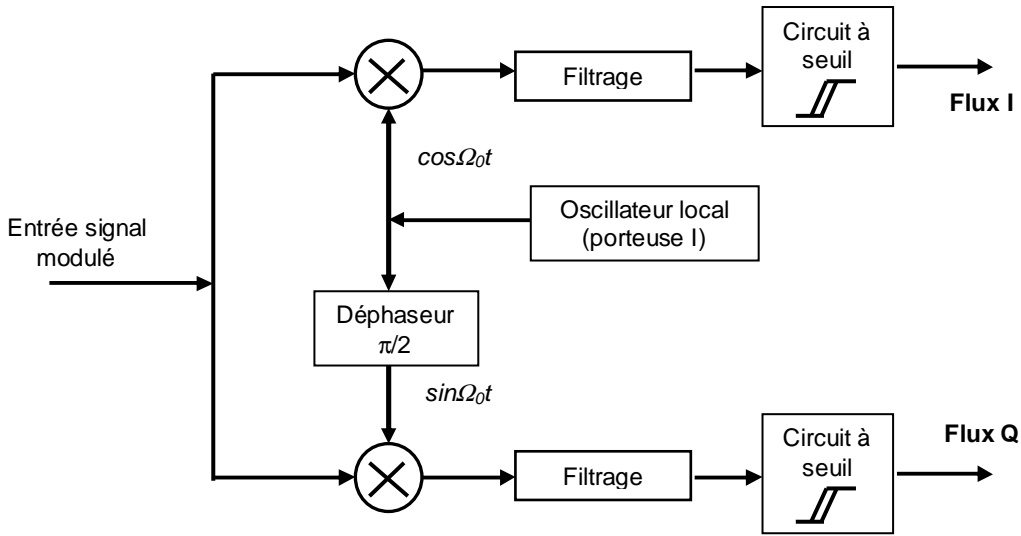 Circuit à
seuil
Filtrage
Flux I
cosΩ₀t
Oscillateur local
(porteuse I)
Entrée signal
modulé
Déphaseur
π/2
sinΩ₀t
Circuit à
seuil
Flux Q
Filtrage